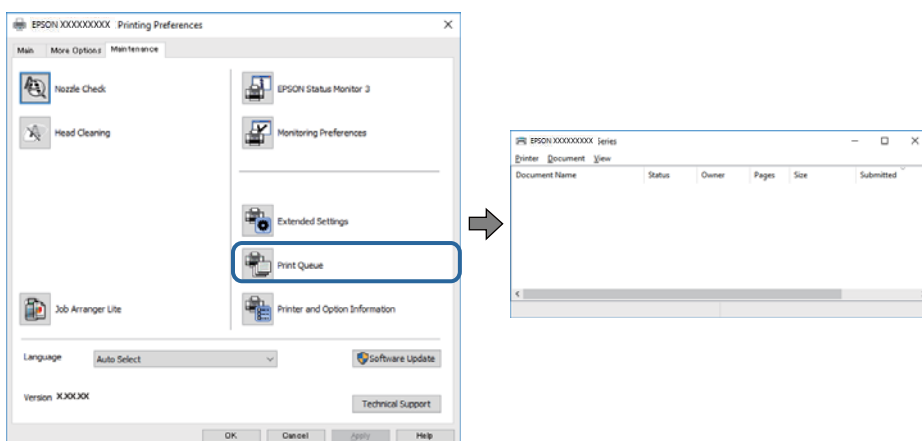 EPSON XXXXXXXXX Printing Preferences
Main More Options Maintenance
Nozzle Check
EPSON Status Monitor 3
Head Cleaning
Monitoring Preferences
Extended Settings
Print Queue
Job Arranger Lite
Printer and Option Information
Language Auto Select
Software Update
Version X.XX.XX
Technical Support
OK Cancel Apply Help
EPSON XXXXXXXXX Series
Printer Document View
Document Name Status Owner Pages Size Submitted